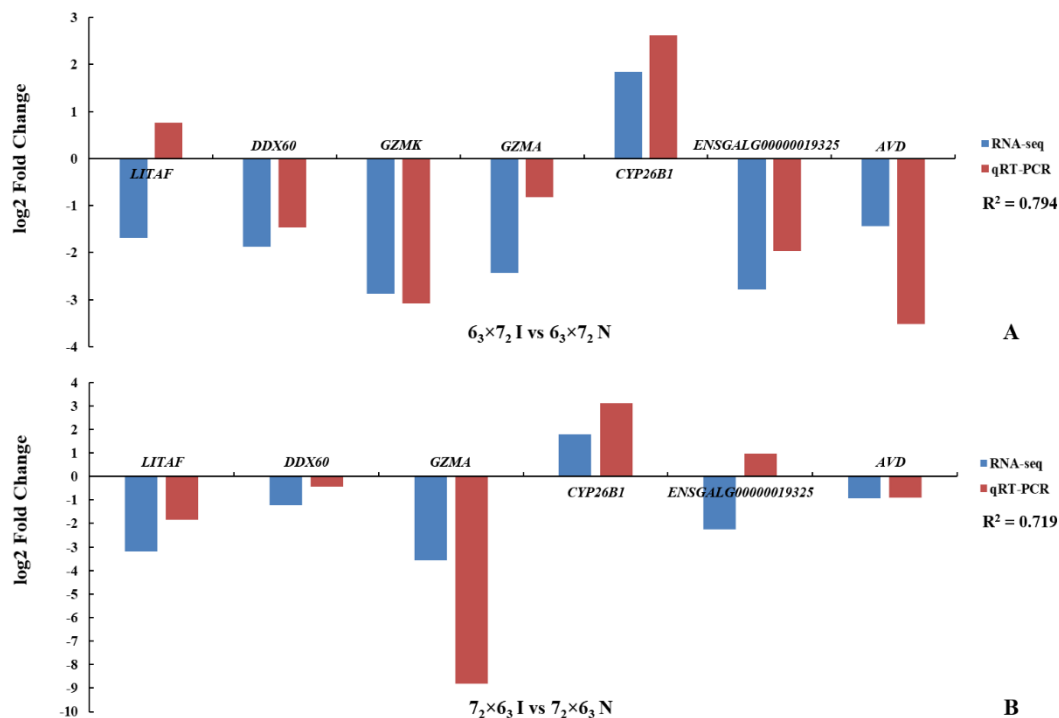 3
2
1
0
-1
-2
-3
-4
log2 Fold Change
LITAF
DDX60
GZMK
GZMA
CYP26B1
ENSGALG00000019325
AVD
RNA-seq
qRT-PCR
R² = 0.794
6₃×7₂ I vs 6₃×7₂ N
A
4
3
2
1
0
-1
-2
-3
-4
-5
-6
-7
-8
-9
-10
log2 Fold Change
LITAF
DDX60
GZMA
CYP26B1
ENSGALG00000019325
AVD
RNA-seq
qRT-PCR
R² = 0.719
7₂×6₃ I vs 7₂×6₃ N
B